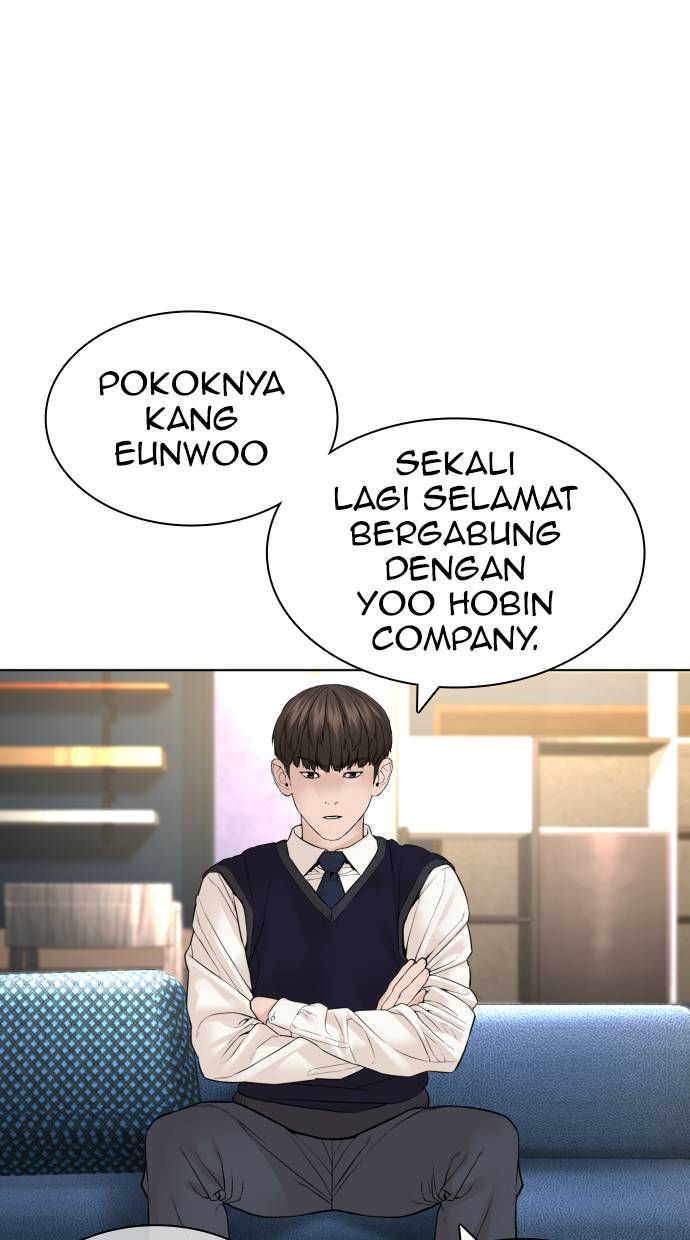 POKOKNYA
KANG
EUNWOO
SEKALI
LAGI SELAMAT
BERGABUNG
DENGAN
YOO HOBIN
COMPANY.